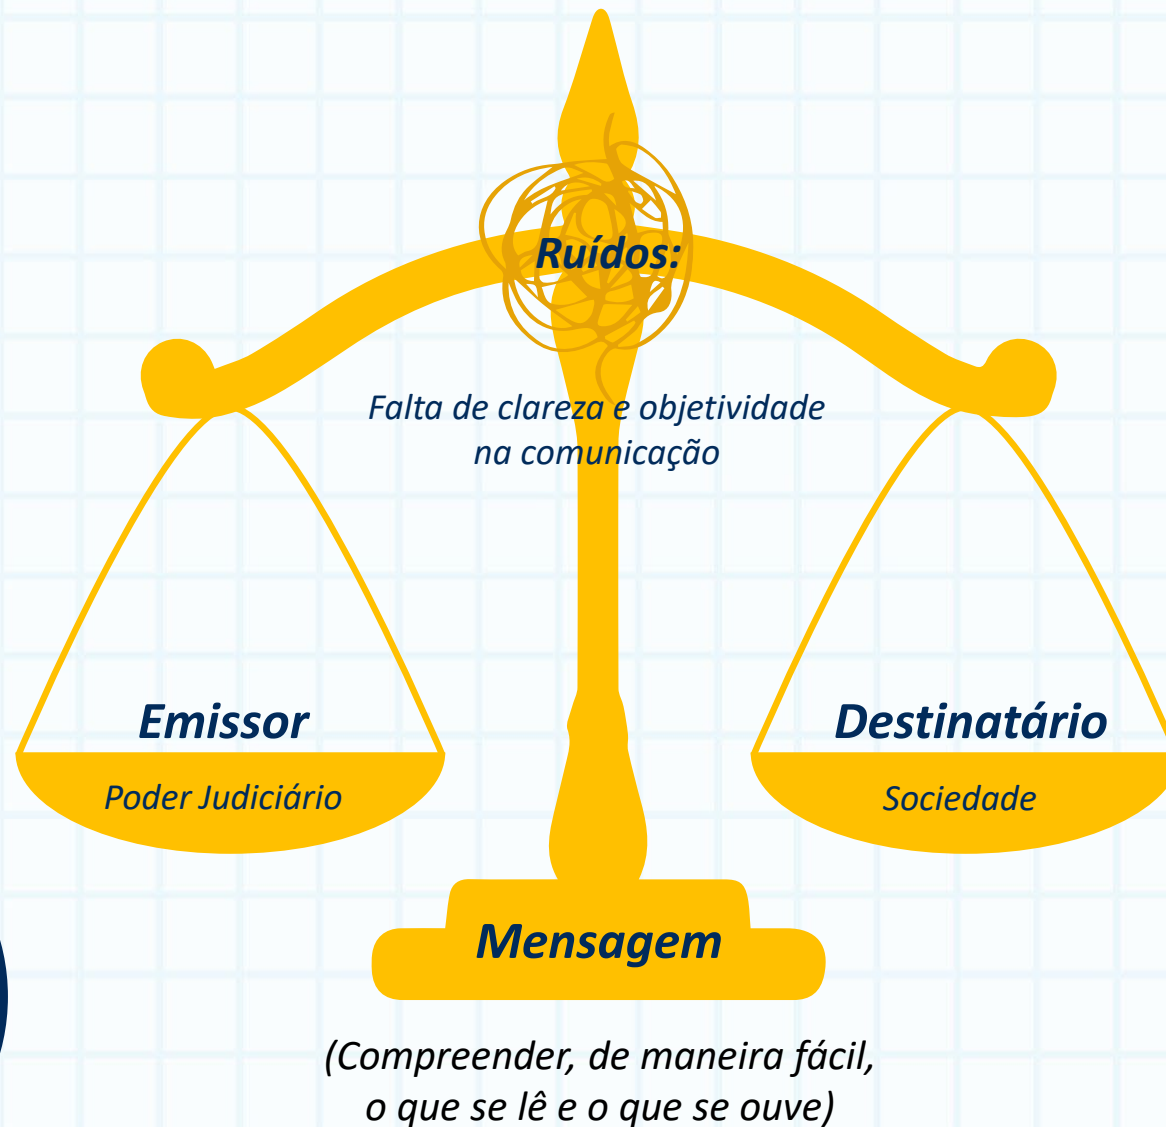 Ruídos:
Falta de clareza e objetividade
na comunicação
Emissor
Poder Judiciário
Destinatário
Sociedade
Mensagem
(Compreender, de maneira fácil,
o que se lê e o que se ouve)